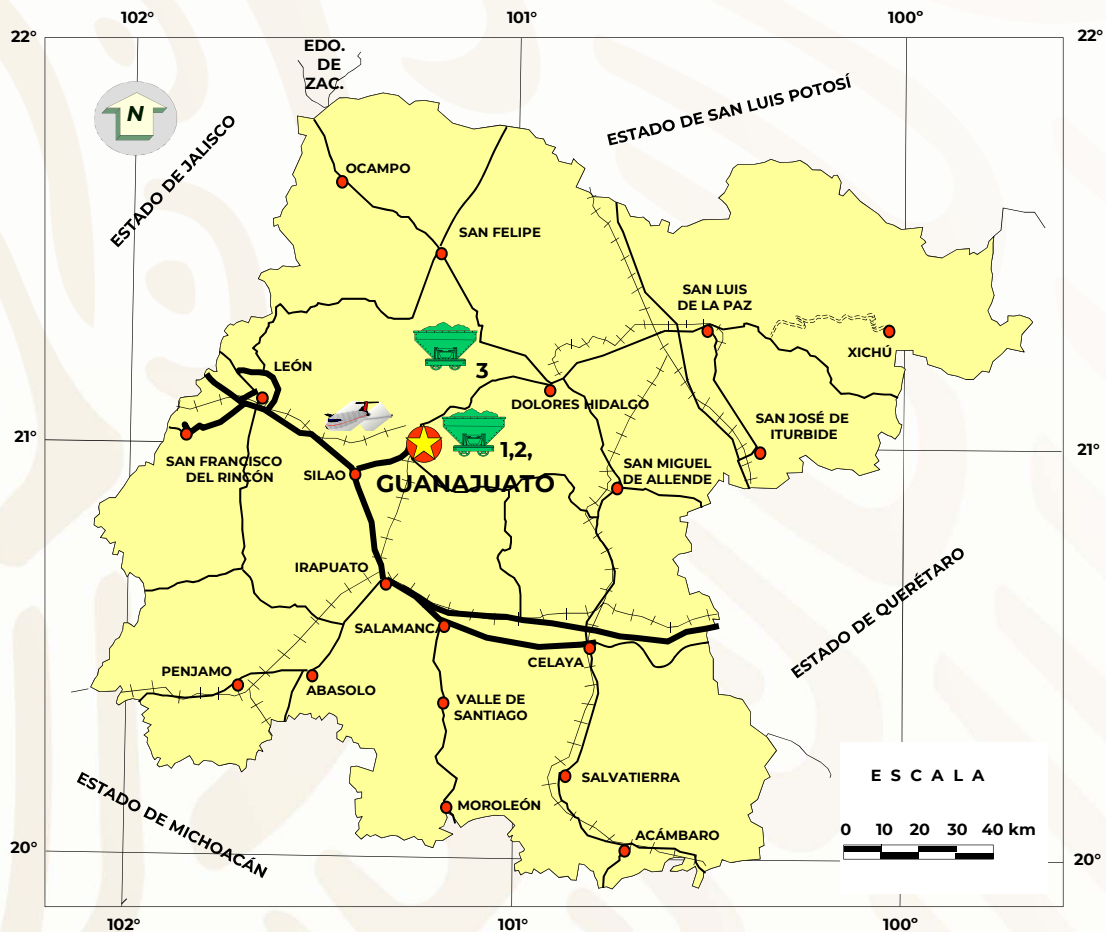 102°
101°
100°
22°
22°
EDO.
DE
ZAC.
N
ESTADO DE SAN LUIS POTOSÍ
ESTADO DE JALISCO
OCAMPO
SAN FELIPE
SAN LUIS
DE LA PAZ
XICHÚ
3
LEÓN
DOLORES HIDALGO
SAN JOSÉ DE
ITURBIDE
21°
21°
1,2,
SAN FRANCISCO
DEL RINCÓN
SILAO
GUANAJUATO
SAN MIGUEL
DE ALLENDE
IRAPUATO
ESTADO DE QUERÉTARO
SALAMANCA
CELAYA
PENJAMO
ABASOLO
VALLE DE
SANTIAGO
SALVATIERRA
MOROLEÓN
ESTADO DE MICHOACÁN
ACÁMBARO
E S C A L A
0 10 20 30 40 km
20°
20°
102°
101°
100°